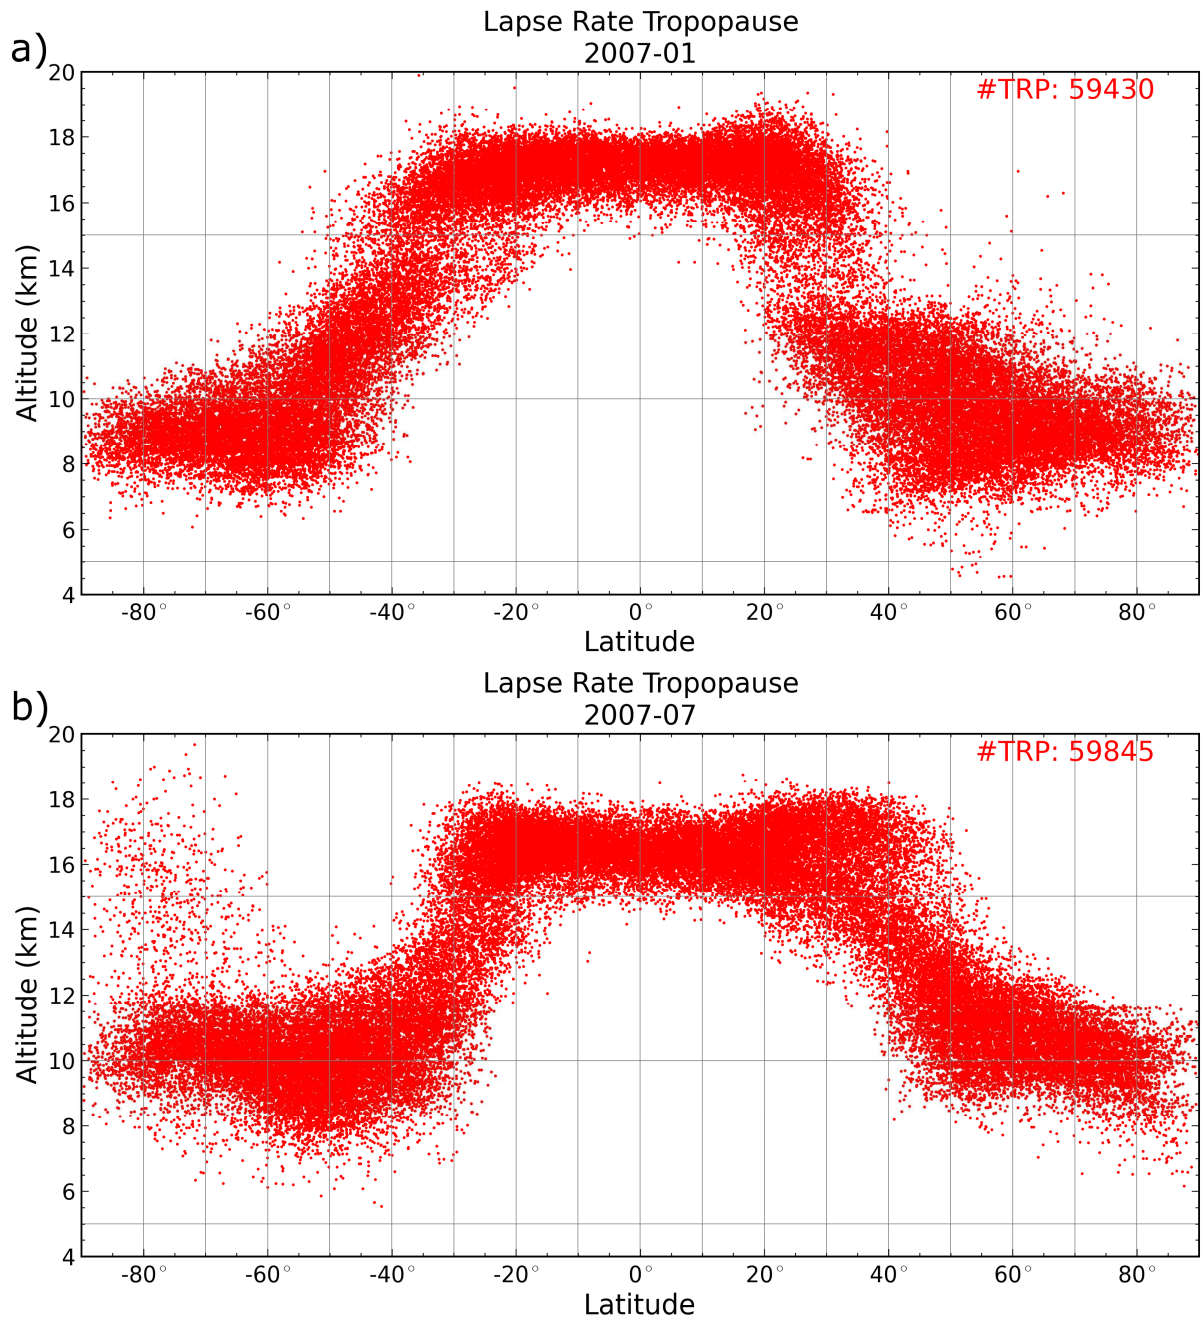 a)
Lapse Rate Tropopause
2007-01
#TRP: 59430
20
18
16
14
12
10
8
6
4
Altitude (km)
-80° -60° -40° -20° 0° 20° 40° 60° 80°
Latitude
b)
Lapse Rate Tropopause
2007-07
#TRP: 59845
20
18
16
14
12
10
8
6
4
Altitude (km)
-80° -60° -40° -20° 0° 20° 40° 60° 80°
Latitude